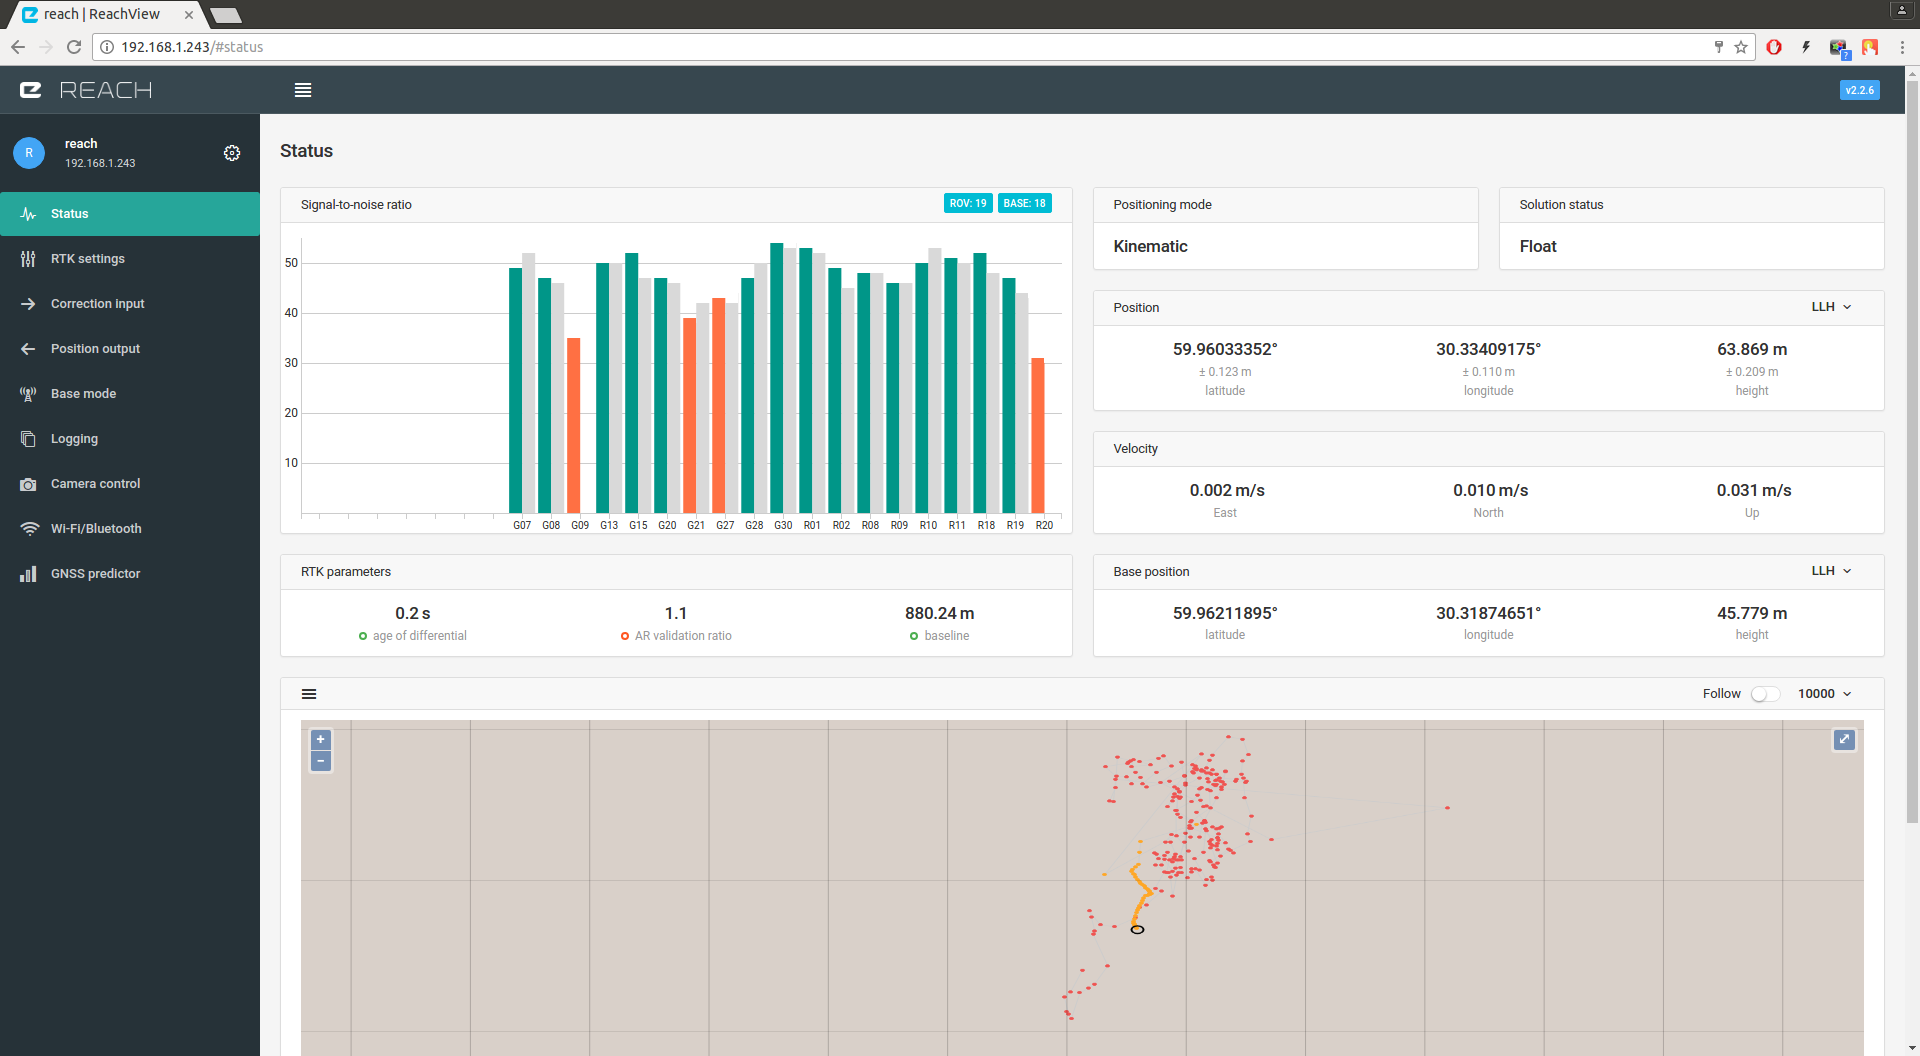 reach | ReachView
192.168.1.243/#status
REACH
v2.2.6
R
reach
192.168.1.243
Status
RTK settings
Correction input
Position output
Base mode
Logging
Camera control
Wi-Fi/Bluetooth
GNSS predictor
Status
Signal-to-noise ratio
ROV: 19 BASE: 18
50
40
30
20
10
G07 G08 G09 G13 G15 G20 G21 G27 G28 G30 R01 R02 R08 R09 R10 R11 R18 R19 R20
Positioning mode
Kinematic
Solution status
Float
Position LLH
59.96033352° 30.33409175° 63.869 m
± 0.123 m ± 0.110 m ± 0.209 m
latitude longitude height
Velocity
0.002 m/s 0.010 m/s 0.031 m/s
East North Up
RTK parameters
0.2 s 1.1 880.24 m
age of differential AR validation ratio baseline
Base position LLH
59.96211895° 30.31874651° 45.779 m
latitude longitude height
Follow 10000
+
−